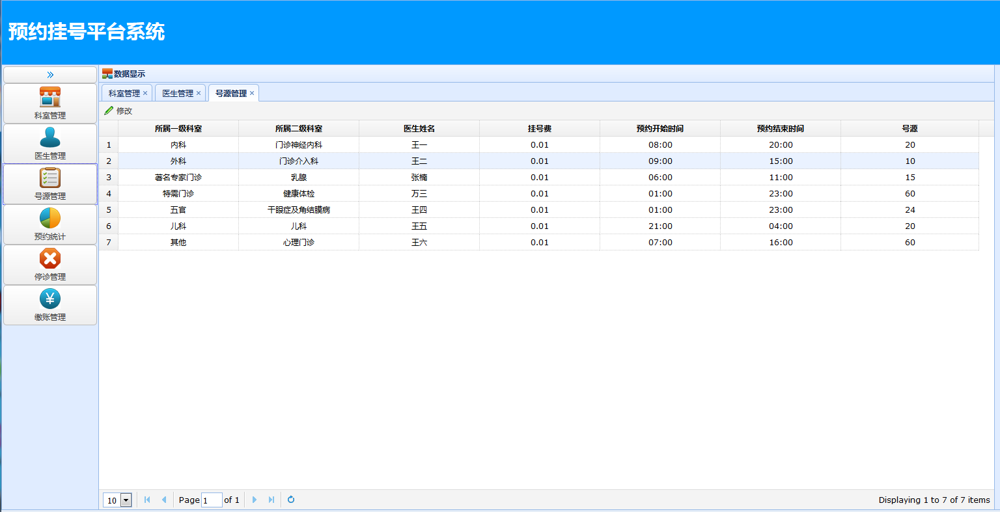 预约挂号平台系统
科室管理
医生管理
号源管理
预约统计
停诊管理
缴账管理
数据显示
科室管理 医生管理 号源管理
修改
所属一级科室 所属二级科室 医生姓名 挂号费 预约开始时间 预约结束时间 号源
1 内科 门诊神经内科 王一 0.01 08:00 20:00 20
2 外科 门诊介入科 王二 0.01 09:00 15:00 10
3 著名专家门诊 乳腺 张楠 0.01 06:00 11:00 15
4 特需门诊 健康体检 万三 0.01 01:00 23:00 60
5 五官 干眼症及角结膜病 王四 0.01 01:00 23:00 24
6 儿科 儿科 王五 0.01 21:00 04:00 20
7 其他 心理门诊 王六 0.01 07:00 16:00 60
10 Page 1 of 1 Displaying 1 to 7 of 7 items